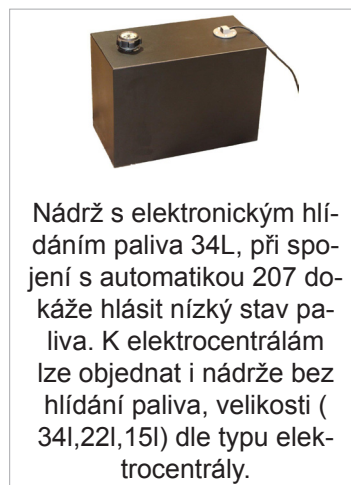 Nádrž s elektronickým hlí-
dáním paliva 34L, při spo-
jení s automatikou 207 do-
káže hlásit nízký stav pa-
liva. K elektrocentrálám
lze objednat i nádrže bez
hlídání paliva, velikosti (
34l,22l,15l) dle typu elek-
trocentrály.